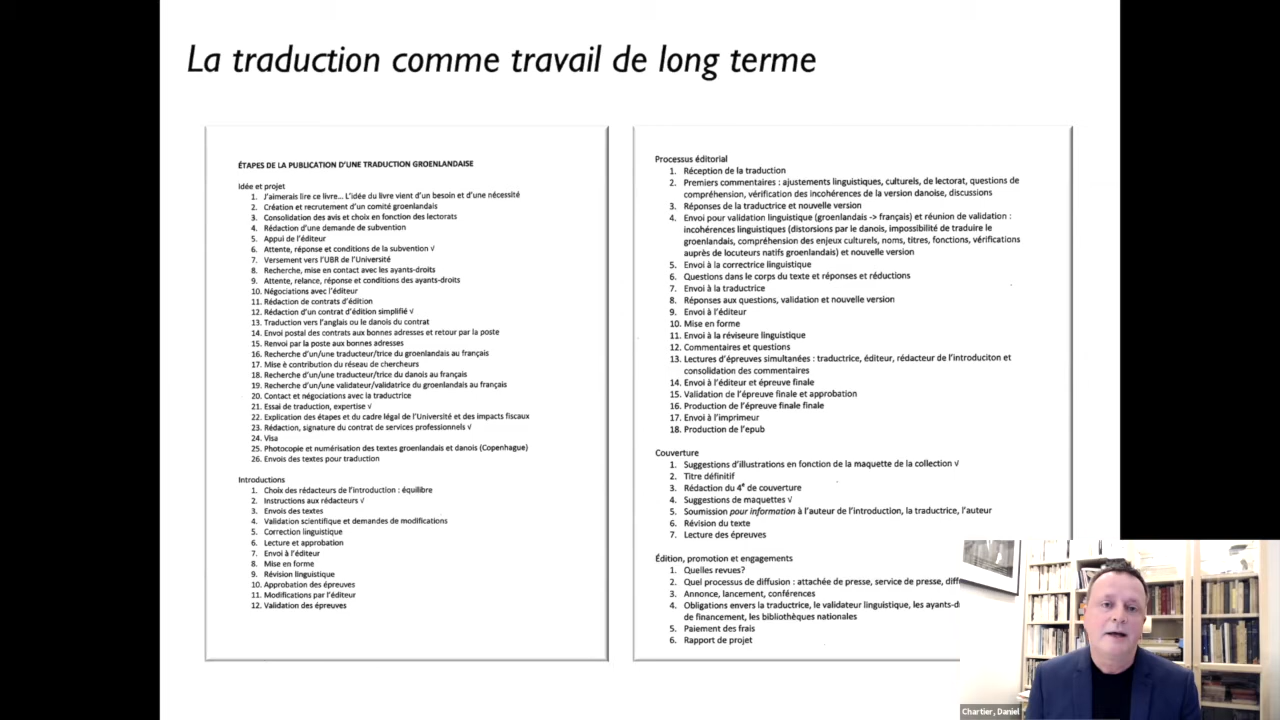 La traduction comme travail de long terme
ÉTAPES DE LA PUBLICATION D'UNE TRADUCTION GROENLANDAISE
Idée et projet
1. J'aimerais lire ce livre... L'idée du livre vient d'un besoin et d'une nécessité
2. Création et recrutement d'un comité groenlandais
3. Consolidation des avis et choix en fonction des lectorats
4. Rédaction d'une demande de subvention
5. Appui de l'éditeur
6. Attente, réponse et conditions de la subvention √
7. Versement vers l'UBR de l'Université
8. Recherche, mise en contact avec les ayants-droits
9. Attente, relance, réponse et conditions des ayants-droits
10. Négociations avec l'éditeur
11. Rédaction de contrats d'édition
12. Rédaction d'un contrat d'édition simplifié √
13. Traduction vers l'anglais ou le danois du contrat
14. Envoi postal des contrats aux bonnes adresses et retour par la poste
15. Renvoi par la poste aux bonnes adresses
16. Recherche d'un/une traducteur/trice du groenlandais au français
17. Mise è contribution du réseau de chercheurs
18. Recherche d'un/une traducteur/trice du danois au français
19. Recherche d'un/une validateur/validatrice du groenlandais au français
20. Contact et négociations avec la traductrice
21. Essai de traduction, expertise √
22. Explication des étapes et du cadre légal de l'Université et des impacts fiscaux
23. Rédaction, signature du contrat de services professionnels √
24. Visa
25. Photocopie et numérisation des textes groenlandais et danois (Copenhague)
26. Envois des textes pour traduction
Introductions
1. Choix des rédacteurs de l'introduction : équilibre
2. Instructions aux rédacteurs √
3. Envois des textes
4. Validation scientifique et demandes de modifications
5. Correction linguistique
6. Lecture et approbation
7. Envoi à l'éditeur
8. Mise en forme
9. Révision linguistique
10. Approbation des épreuves
11. Modifications par l'éditeur
12. Validation des épreuves
Processus éditorial
1. Réception de la traduction
2. Premiers commentaires : ajustements linguistiques, culturels, de lectorat, questions de
compréhension, vérification des incohérences de la version danoise, discussions
3. Réponses de la traductrice et nouvelle version
4. Envoi pour validation linguistique (groenlandais -> français) et réunion de validation :
incohérences linguistiques (distorsions par le danois, impossibilité de traduire le
groenlandais, compréhension des enjeux culturels, noms, titres, fonctions, vérifications
auprès de locuteurs natifs groenlandais) et nouvelle version
5. Envoi à la correctrice linguistique
6. Questions dans le corps du texte et réponses et réductions
7. Envoi à la traductrice
8. Réponses aux questions, validation et nouvelle version
9. Envoi à l'éditeur
10. Mise en forme
11. Envoi à la réviseure linguistique
12. Commentaires et questions
13. Lectures d'épreuves simultanées : traductrice, éditeur, rédacteur de l'introduciton et
consolidation des commentaires
14. Envoi à l'éditeur et épreuve finale
15. Validation de l'épreuve finale et approbation
16. Production de l'épreuve finale finale
17. Envoi à l'imprimeur
18. Production de l'epub
Couverture
1. Suggestions d'illustrations en fonction de la maquette de la collection √
2. Titre définitif
3. Rédaction du 4e de couverture
4. Suggestions de maquettes √
5. Soumission pour information à l'auteur de l'introduction, la traductrice, l'auteur
6. Révision du texte
7. Lecture des épreuves
Édition, promotion et engagements
1. Quelles revues?
2. Quel processus de diffusion : attachée de presse, service de presse,
3. Annonce, lancement, conférences
4. Obligations envers la traductrice, le validateur linguistique, les
de financement, les bibliothèques nationales
5. Paiement des frais
6. Rapport de projet
Chartier, Daniel